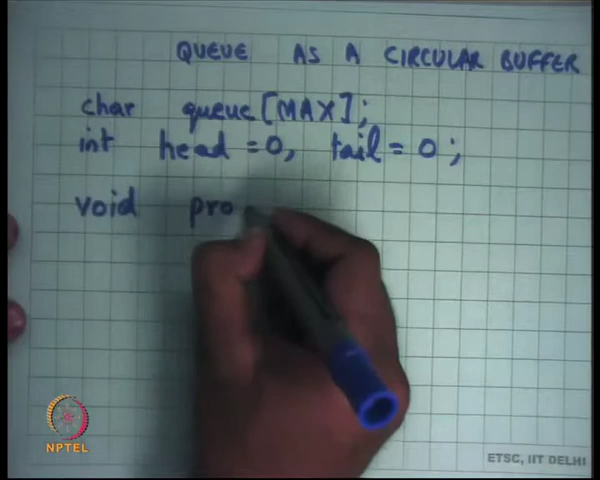 QUEUE AS A CIRCULAR BUFFER
char queue[MAX];
int head = 0, tail = 0;
void pro
NPTEL
ETSC, IIT DELHI